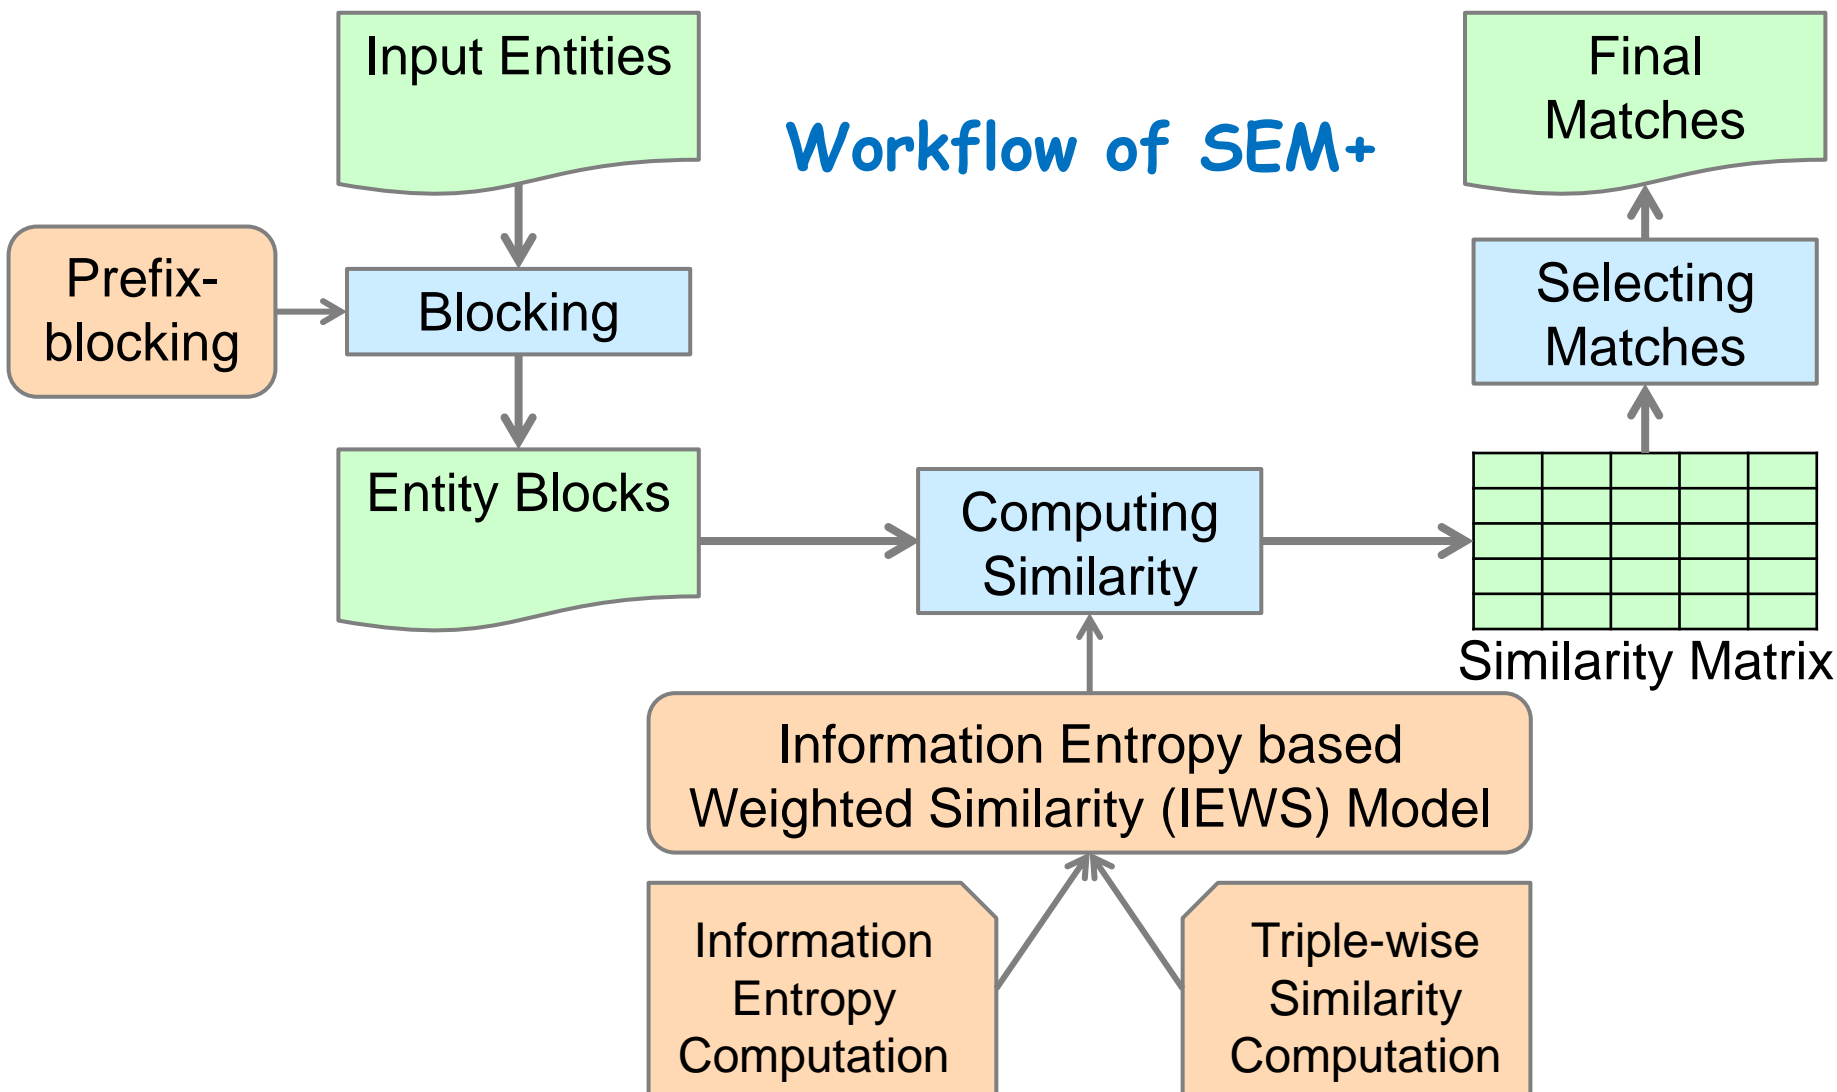 Input Entities
Final
Matches
Workflow of SEM+
Prefix-
blocking
Blocking
Selecting
Matches
Entity Blocks
Computing
Similarity
Similarity Matrix
Information Entropy based
Weighted Similarity (IEWS) Model
Information
Entropy
Computation
Triple-wise
Similarity
Computation